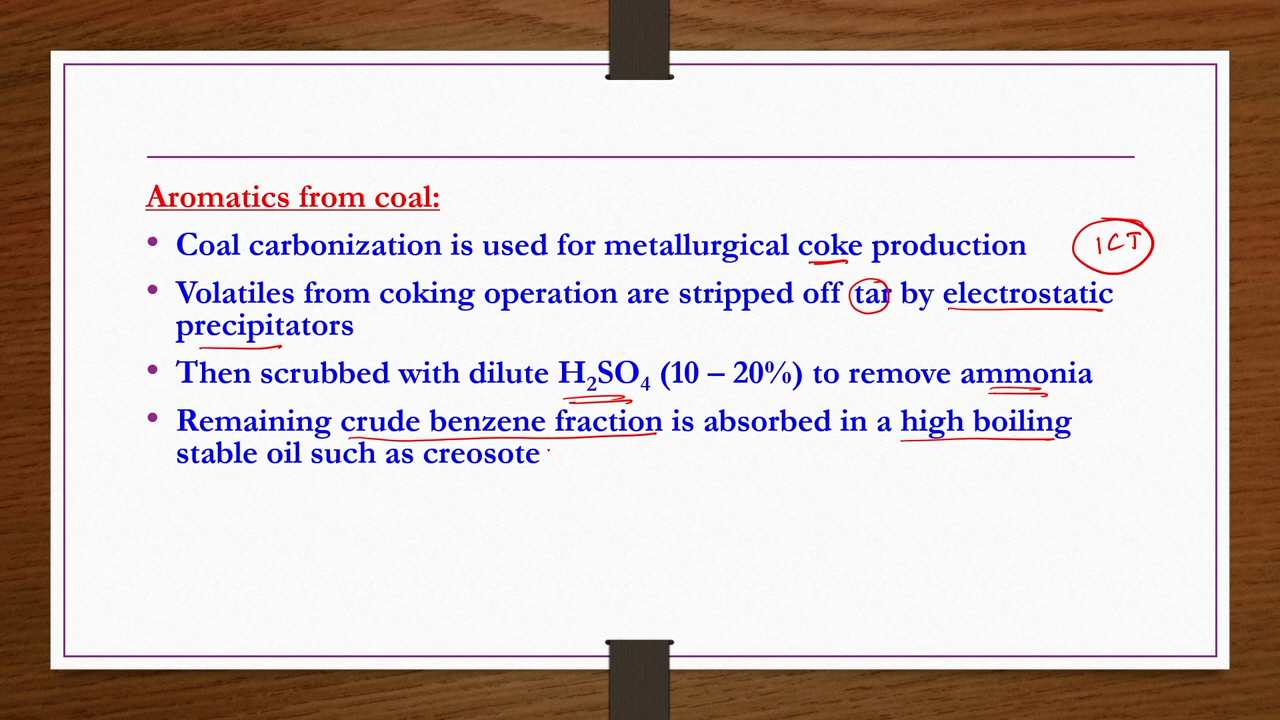 Aromatics from coal:
• Coal carbonization is used for metallurgical coke production
ICT
• Volatiles from coking operation are stripped off tar by electrostatic
precipitators
• Then scrubbed with dilute H₂SO₄ (10 – 20%) to remove ammonia
• Remaining crude benzene fraction is absorbed in a high boiling
stable oil such as creosote